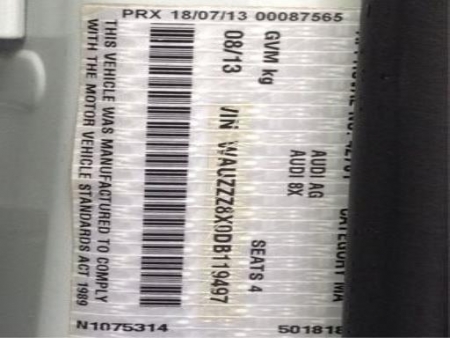 PRX 18/07/13 00087565
AUDI AG
AUDI 8X
SEATS 4
GVM kg
08/13 VIN WAUZZZ8X0DB119497
THIS VEHICLE WAS MANUFACTURED TO COMPLY
WITH THE MOTOR VEHICLE STANDARDS ACT 1989
N1075314 501818